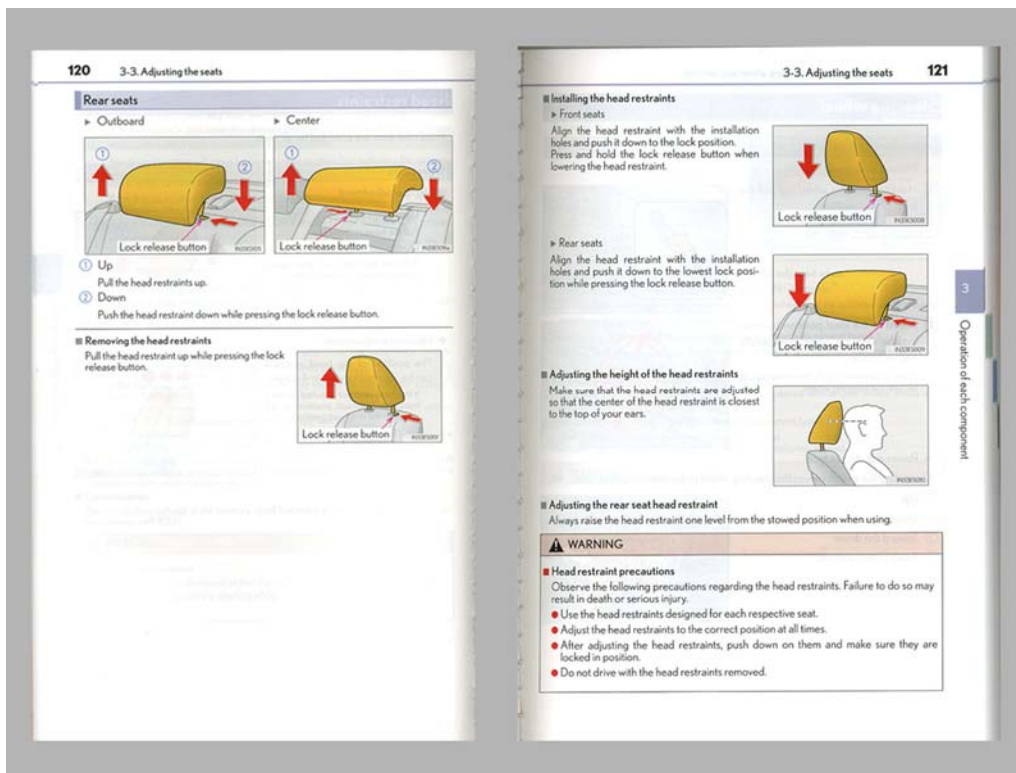 120 3-3. Adjusting the seats
Rear seats
▶ Outboard
▶ Center
①
②
Lock release button
①
②
Lock release button
① Up
Pull the head restraints up.
② Down
Push the head restraint down while pressing the lock release button.
■ Removing the head restraints
Pull the head restraint up while pressing the lock
release button.
Lock release button
3-3. Adjusting the seats 121
■ Installing the head restraints
▶ Front seats
Align the head restraint with the installation
holes and push it down to the lock position.
Press and hold the lock release button when
lowering the head restraint.
Lock release button
▶ Rear seats
Align the head restraint with the installation
holes and push it down to the lowest lock posi-
tion while pressing the lock release button.
Lock release button
■ Adjusting the height of the head restraints
Make sure that the head restraints are adjusted
so that the center of the head restraint is closest
to the top of your ears.
■ Adjusting the rear seat head restraint
Always raise the head restraint one level from the stowed position when using.
WARNING
■ Head restraint precautions
Observe the following precautions regarding the head restraints. Failure to do so may
result in death or serious injury.
● Use the head restraints designed for each respective seat.
● Adjust the head restraints to the correct position at all times.
● After adjusting the head restraints, push down on them and make sure they are
locked in position.
● Do not drive with the head restraints removed.
3
Operation of each component